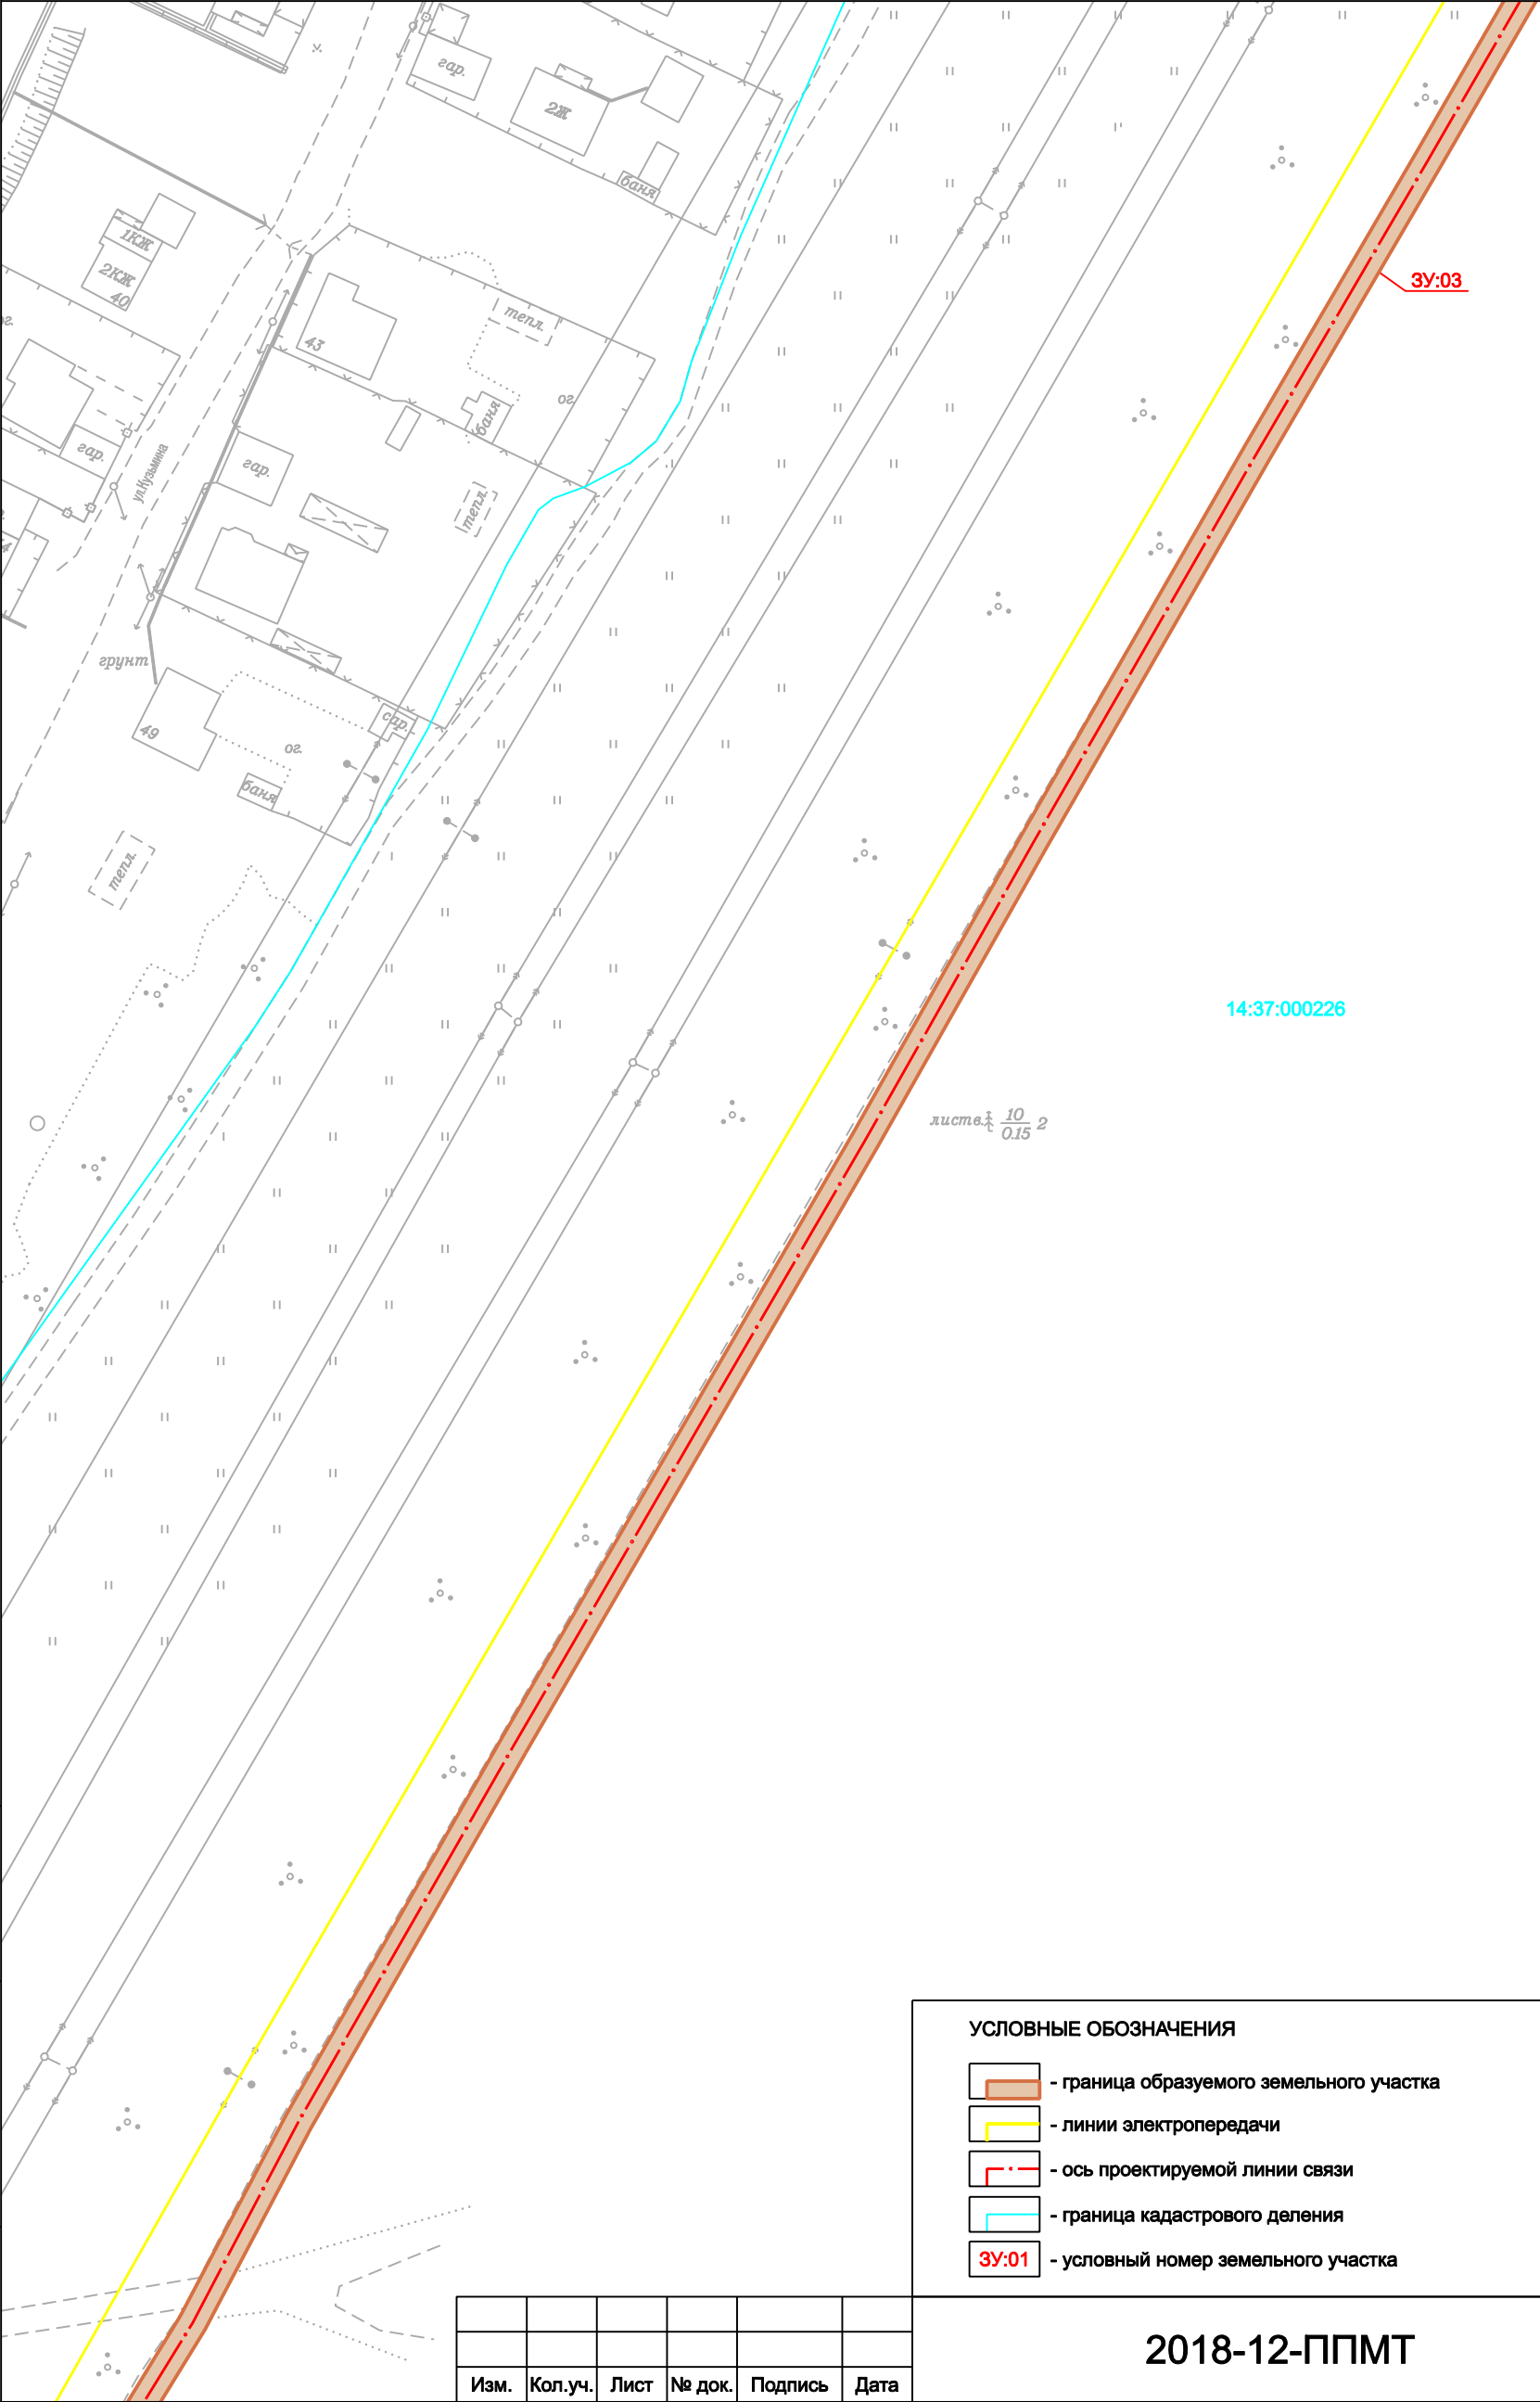 гар.
2Ж
баня
1КЖ
2КЖ
40
ог.
43
тепл.
ог.
баня
гар.
гар.
ул.Кузьмина
тепл.
грунт
49
сар.
ог.
баня
тепл.
ЗУ:03
14:37:000226
листв. 10 2
0.15
УСЛОВНЫЕ ОБОЗНАЧЕНИЯ
- граница образуемого земельного участка
- линии электропередачи
- ось проектируемой линии связи
- граница кадастрового деления
ЗУ:01 - условный номер земельного участка
2018-12-ППМТ
Изм. Кол.уч. Лист № док. Подпись Дата